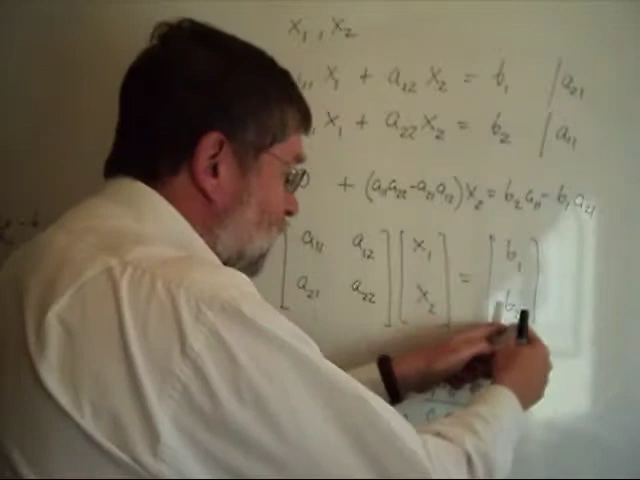 x₁, x₂
x₁ + a₁₂ x₂ = b₁ | a₂₁
x₁ + a₂₂ x₂ = b₂ | a₁₁
+ (a₁₁a₂₂ - a₂₁a₁₂) x₂ = b₂a₁₁ - b₁a₂₁
[ a₁₁ a₁₂ ] [ x₁ ] = [ b₁ ]
[ a₂₁ a₂₂ ] [ x₂ ] [ b₂ ]